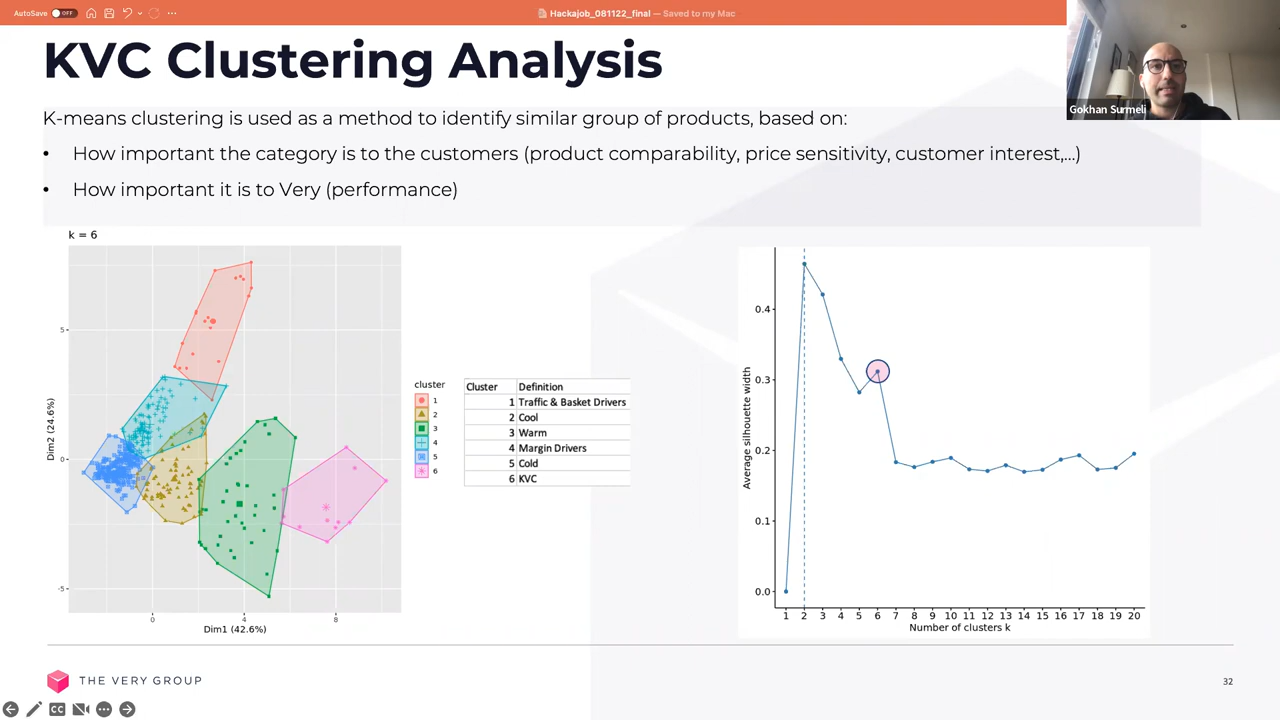 AutoSave OFF
Hackajob_081122_final — Saved to my Mac
KVC Clustering Analysis
Gokhan Surmeli
K-means clustering is used as a method to identify similar group of products, based on:
• How important the category is to the customers (product comparability, price sensitivity, customer interest,...)
• How important it is to Very (performance)
k = 6
5
0
-5
Dim2 (24.6%)
0 4 8
Dim1 (42.6%)
cluster
1
2
3
4
5
6
Cluster Definition
1 Traffic & Basket Drivers
2 Cool
3 Warm
4 Margin Drivers
5 Cold
6 KVC
Average silhouette width
0.4
0.3
0.2
0.1
0.0
1 2 3 4 5 6 7 8 9 10 11 12 13 14 15 16 17 18 19 20
Number of clusters k
THE VERY GROUP
32
CC